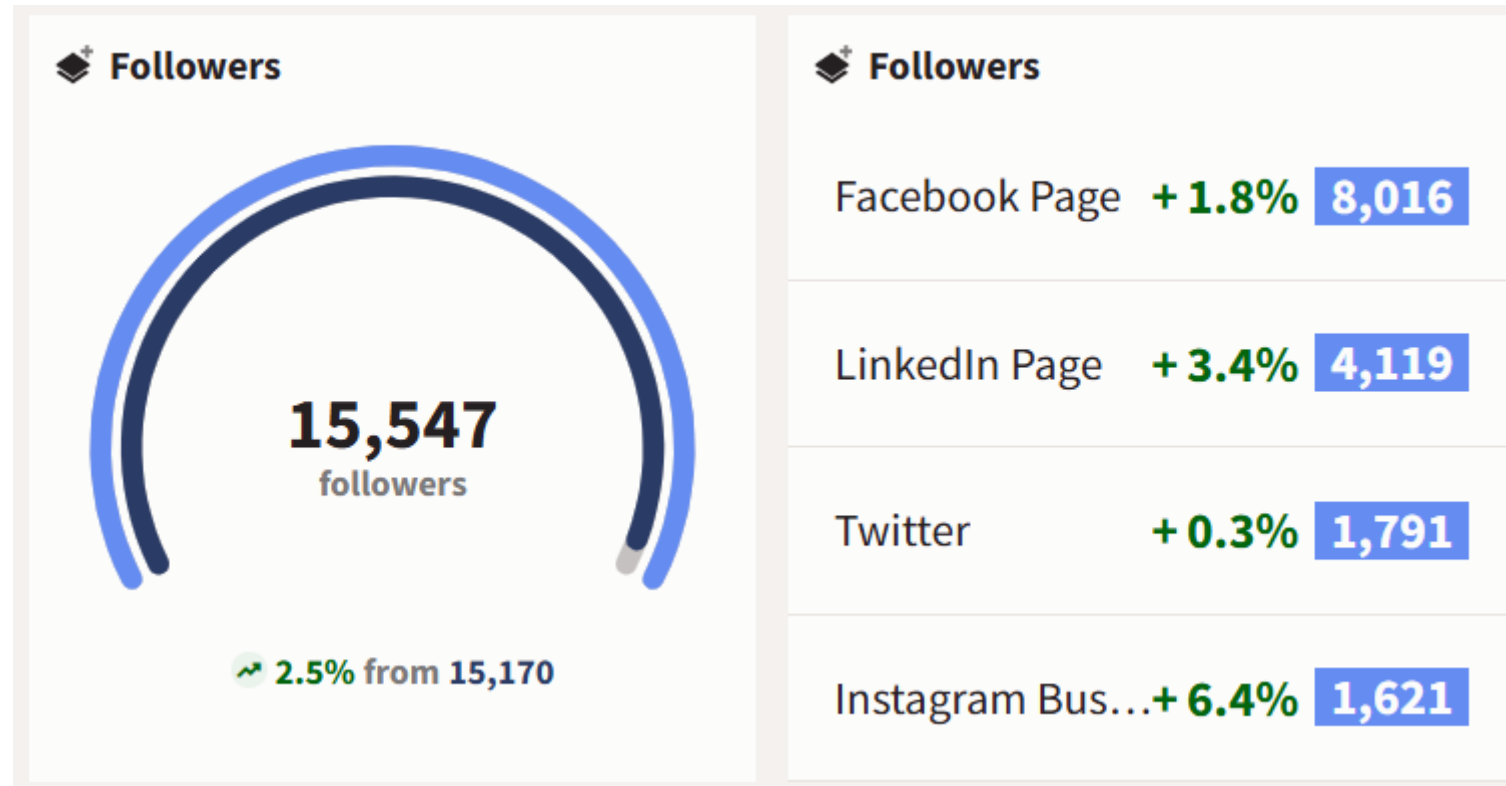 Followers
15,547
followers
2.5% from 15,170
Followers
Facebook Page + 1.8% 8,016
LinkedIn Page + 3.4% 4,119
Twitter + 0.3% 1,791
Instagram Bus…+ 6.4% 1,621